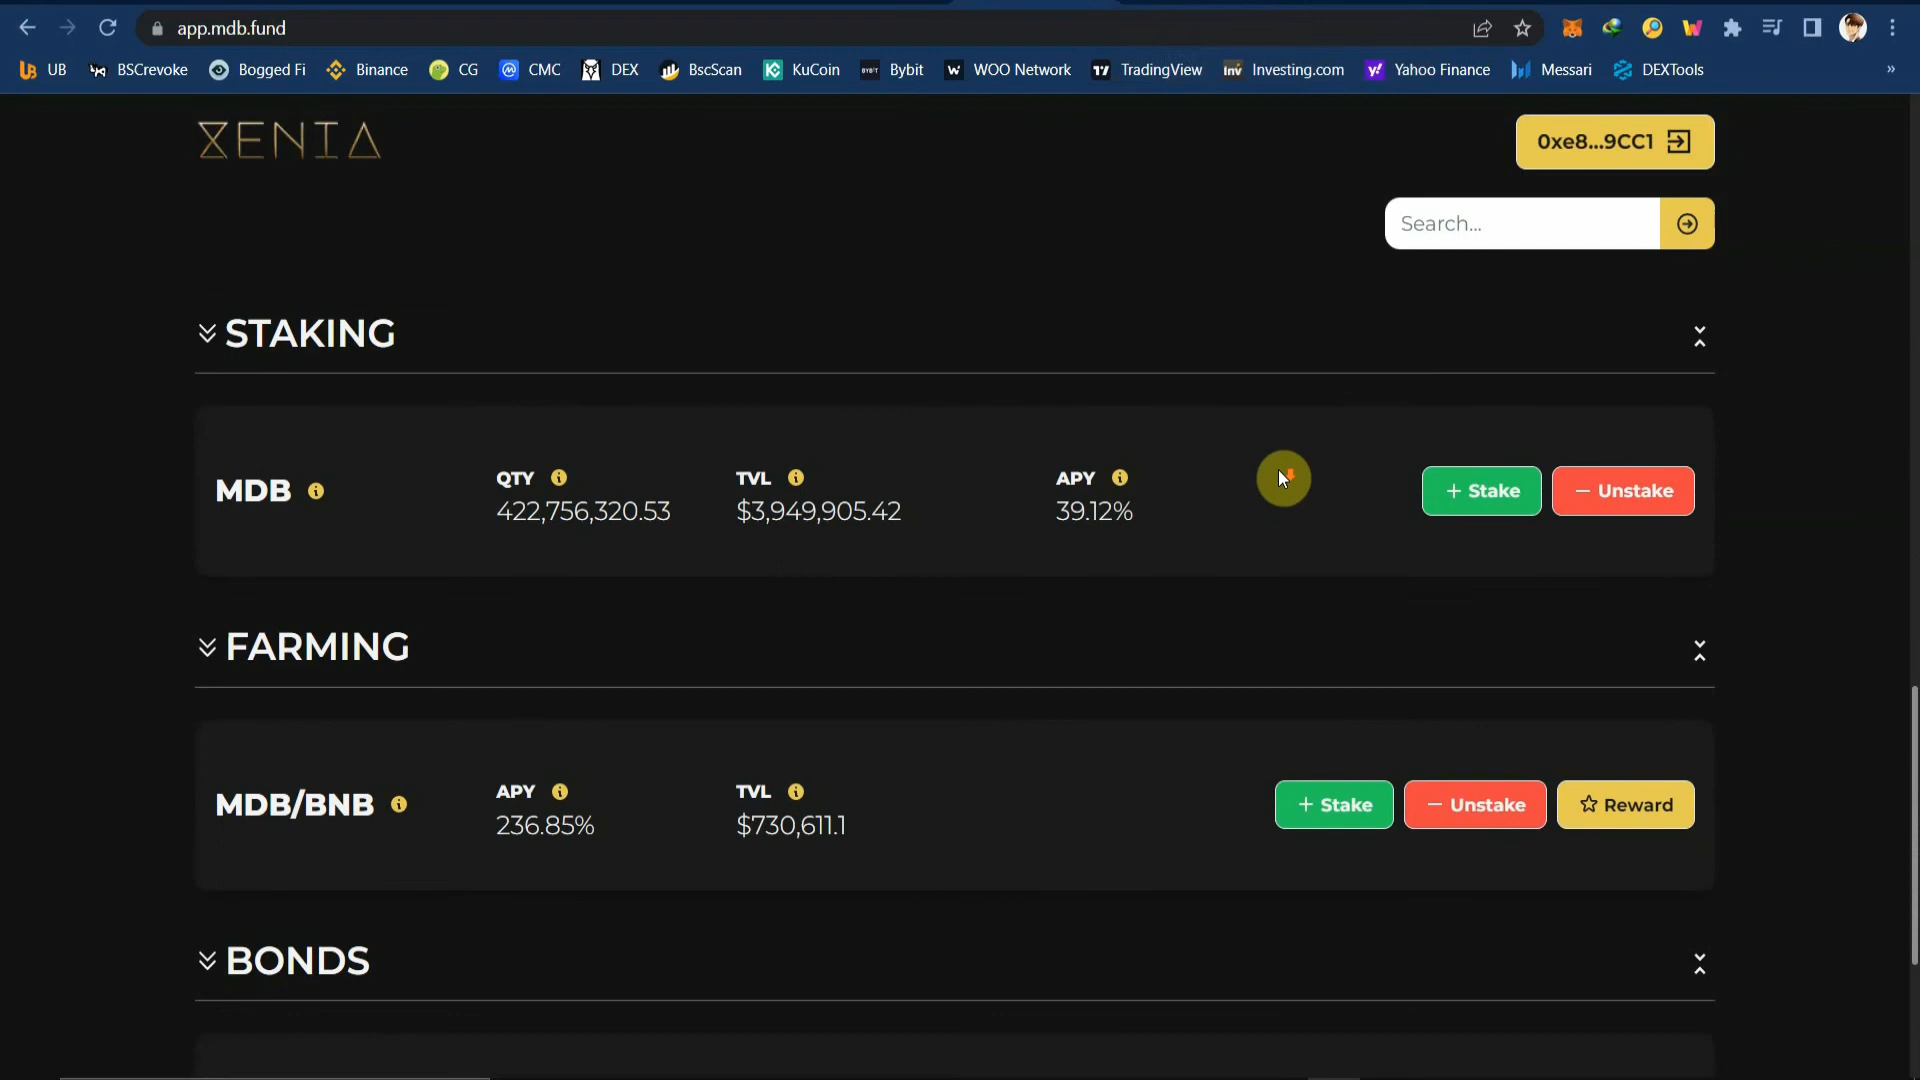 app.mdb.fund
UB BSCrevoke Bogged Fi Binance CG CMC DEX BscScan KuCoin Bybit WOO Network TradingView Investing.com Yahoo Finance Messari DEXTools »
XENIA
0xe8...9CC1
Search...
STAKING
MDB
QTY
422,756,320.53
TVL
$3,949,905.42
APY
39.12%
+ Stake
− Unstake
FARMING
MDB/BNB
APY
236.85%
TVL
$730,611.1
+ Stake
− Unstake
Reward
BONDS